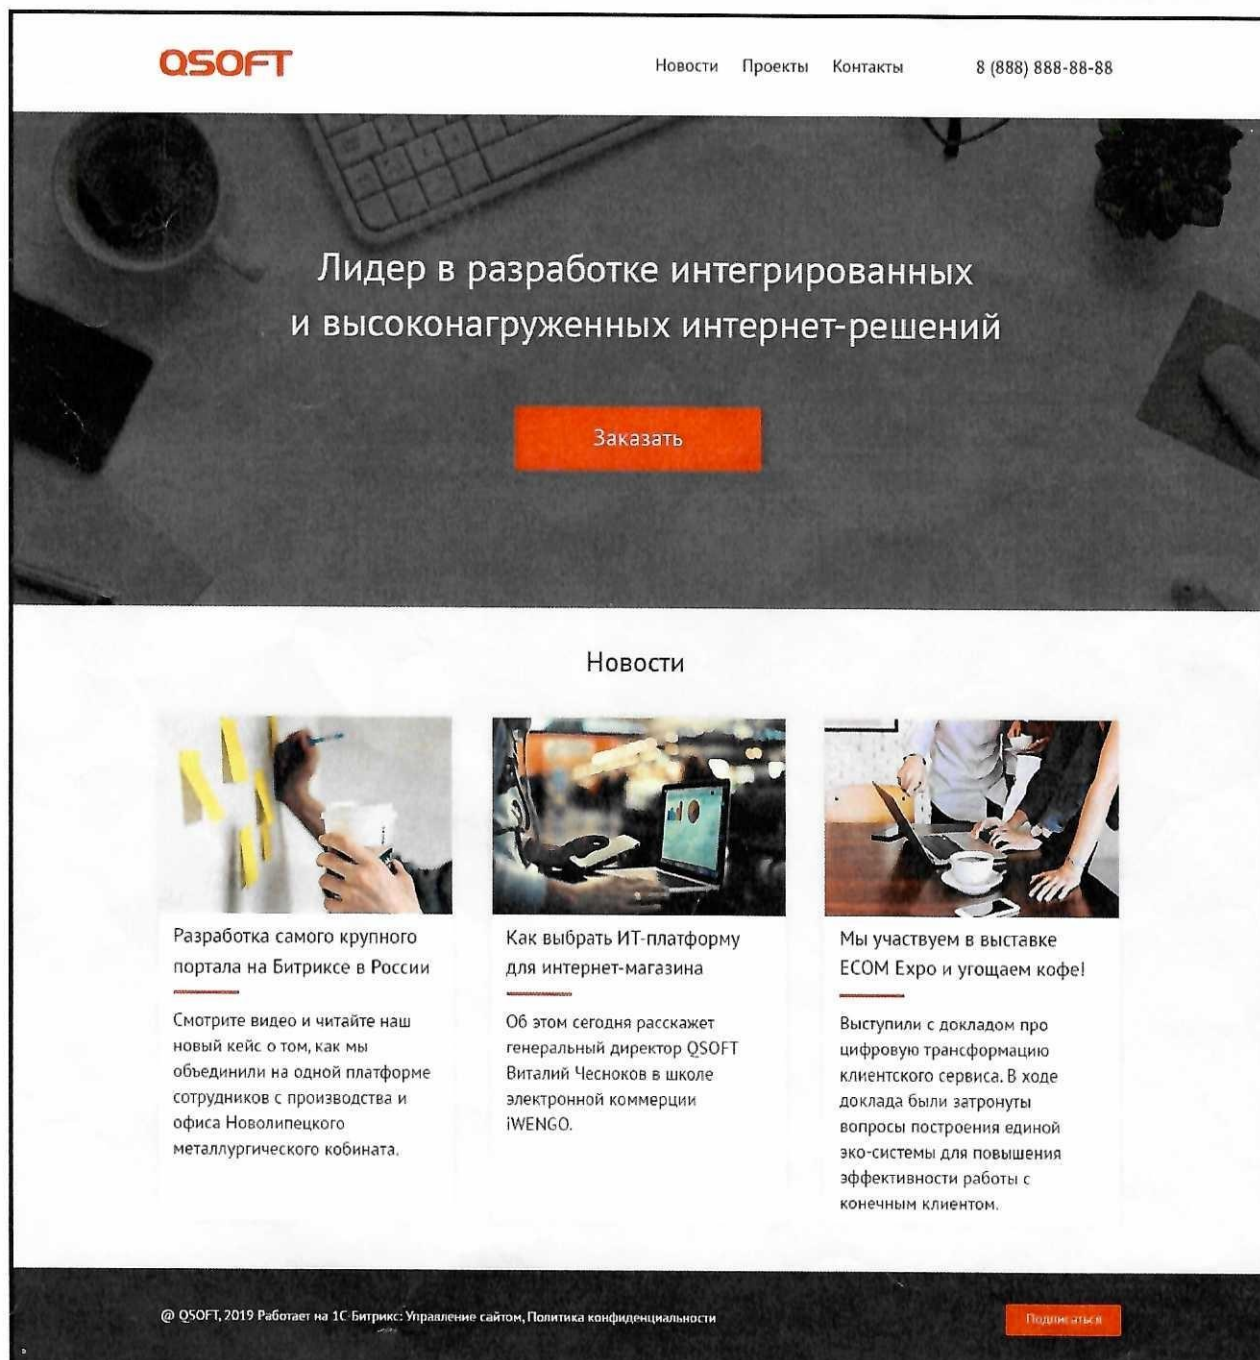 QSOFT
Новости Проекты Контакты 8 (888) 888-88-88
Лидер в разработке интегрированных
и высоконагруженных интернет-решений
Заказать
Новости
Разработка самого крупного
портала на Битриксе в России
Смотрите видео и читайте наш
новый кейс о том, как мы
объединили на одной платформе
сотрудников с производства и
офиса Новолипецкого
металлургического кобината.
Как выбрать ИТ-платформу
для интернет-магазина
Об этом сегодня расскажет
генеральный директор QSOFT
Виталий Чесноков в школе
электронной коммерции
iWENGO.
Мы участвуем в выставке
ECOM Expo и угощаем кофе!
Выступили с докладом про
цифровую трансформацию
клиентского сервиса. В ходе
доклада были затронуты
вопросы построения единой
эко-системы для повышения
эффективности работы с
конечным клиентом.
@ QSOFT, 2019 Работает на 1С-Битрикс: Управление сайтом, Политика конфиденциальности
Подписаться